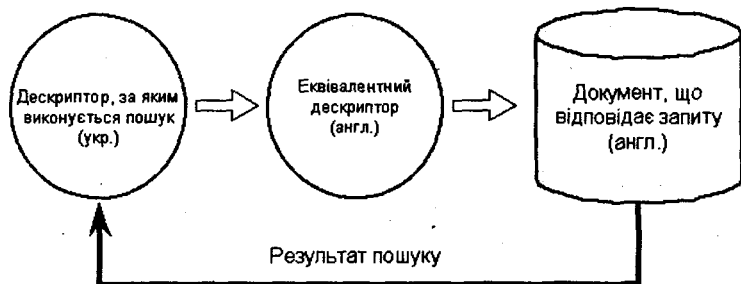 Дескриптор, за яким
виконується пошук
(укр.)
Еквівалентний
дескриптор
(англ.)
Документ, що
відповідає запиту
(англ.)
Результат пошуку